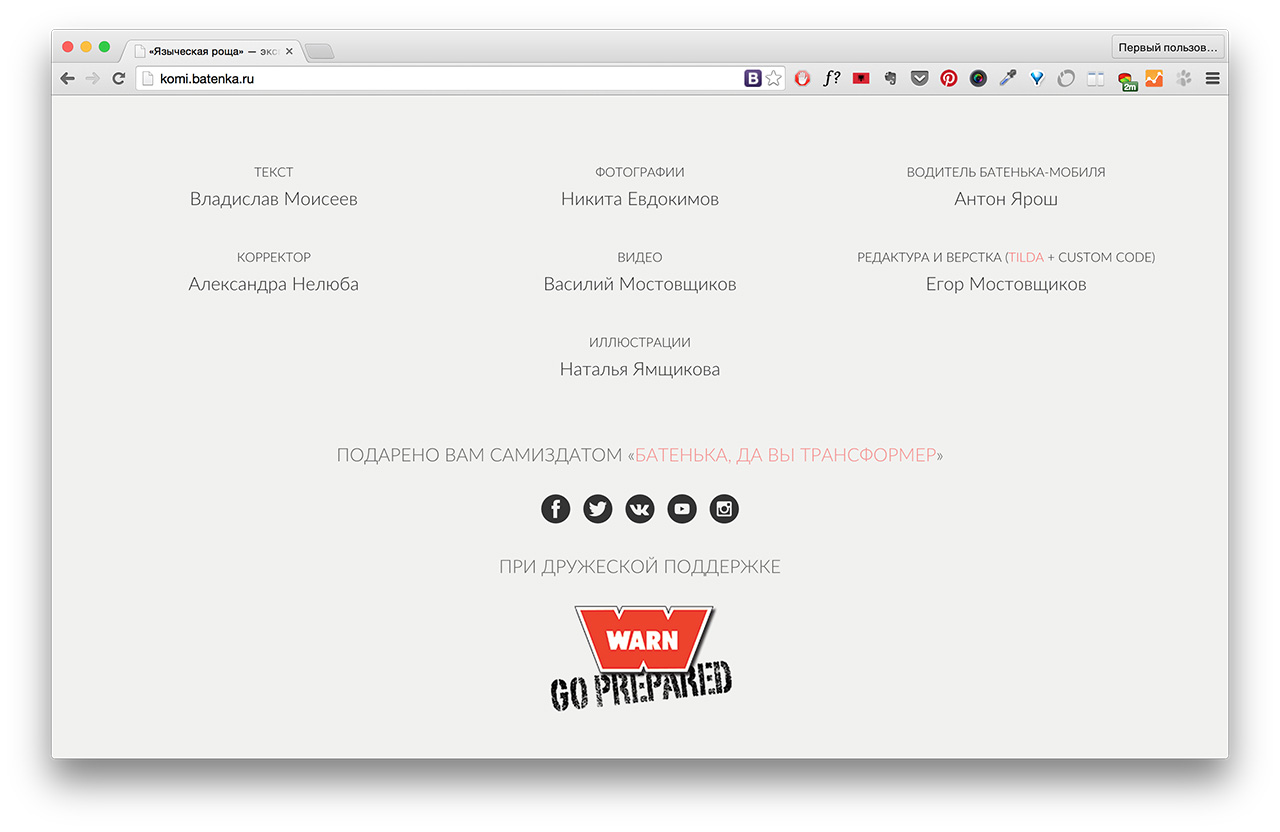 «Языческая роща» — экс
Первый пользов...
komi.batenka.ru
B
f?
2m
ТЕКСТ
Владислав Моисеев
ФОТОГРАФИИ
Никита Евдокимов
ВОДИТЕЛЬ БАТЕНЬКА-МОБИЛЯ
Антон Ярош
КОРРЕКТОР
Александра Нелюба
ВИДЕО
Василий Мостовщиков
РЕДАКТУРА И ВЕРСТКА (TILDA + CUSTOM CODE)
Егор Мостовщиков
ИЛЛЮСТРАЦИИ
Наталья Ямщикова
ПОДАРЕНО ВАМ САМИЗДАТОМ «БАТЕНЬКА, ДА ВЫ ТРАНСФОРМЕР»
ПРИ ДРУЖЕСКОЙ ПОДДЕРЖКЕ
WARN
GO PREPARED